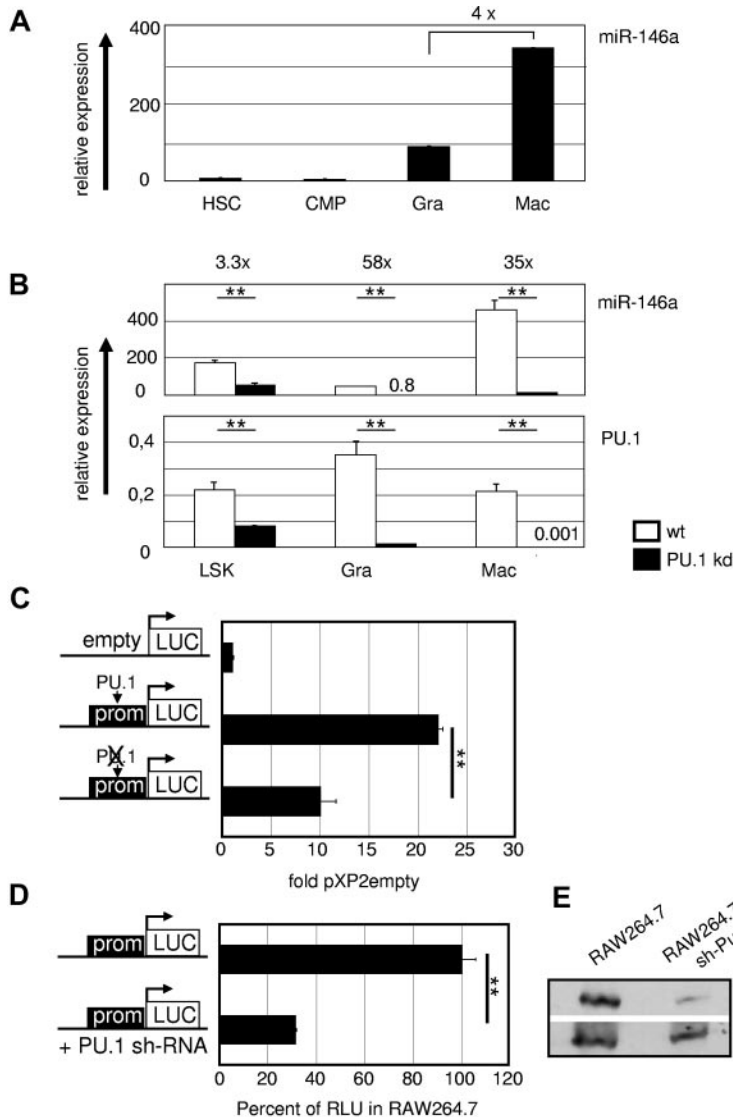 A
relative expression
400
200
0
4 x
miR-146a
HSC CMP Gra Mac
B
relative expression
3.3x 58x 35x
** ** **
miR-146a
400
200
0
0.8
** ** **
PU.1
0,4
0,2
0
0.001
LSK Gra Mac
wt
PU.1 kd
C
empty LUC
PU.1
prom LUC
PU.1
prom LUC
**
0 5 10 15 20 25 30
fold pXP2empty
D
prom LUC
prom LUC
+ PU.1 sh-RNA
**
0 20 40 60 80 100 120
Percent of RLU in RAW264.7
E
RAW264.7
RAW264.7